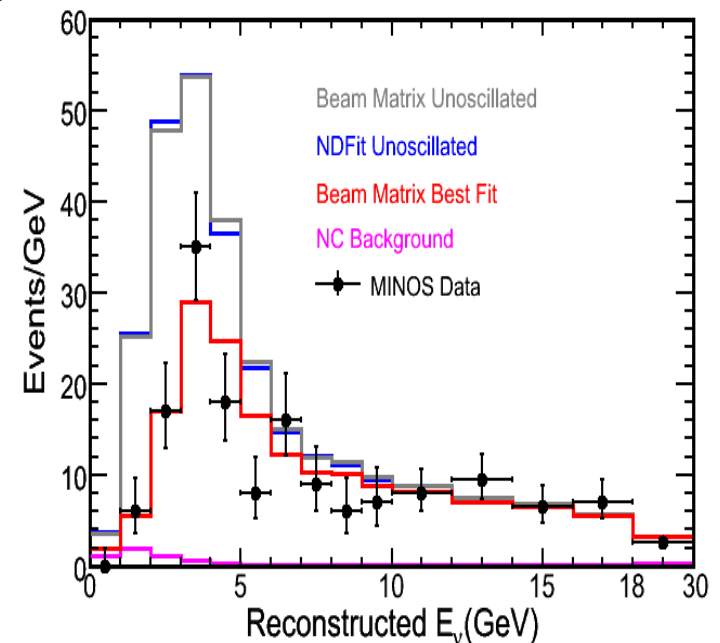 60
50
40
30
20
10
0
Events/GeV
Beam Matrix Unoscillated
NDFit Unoscillated
Beam Matrix Best Fit
NC Background
MINOS Data
0 5 10 15 18 30
Reconstructed Eν(GeV)